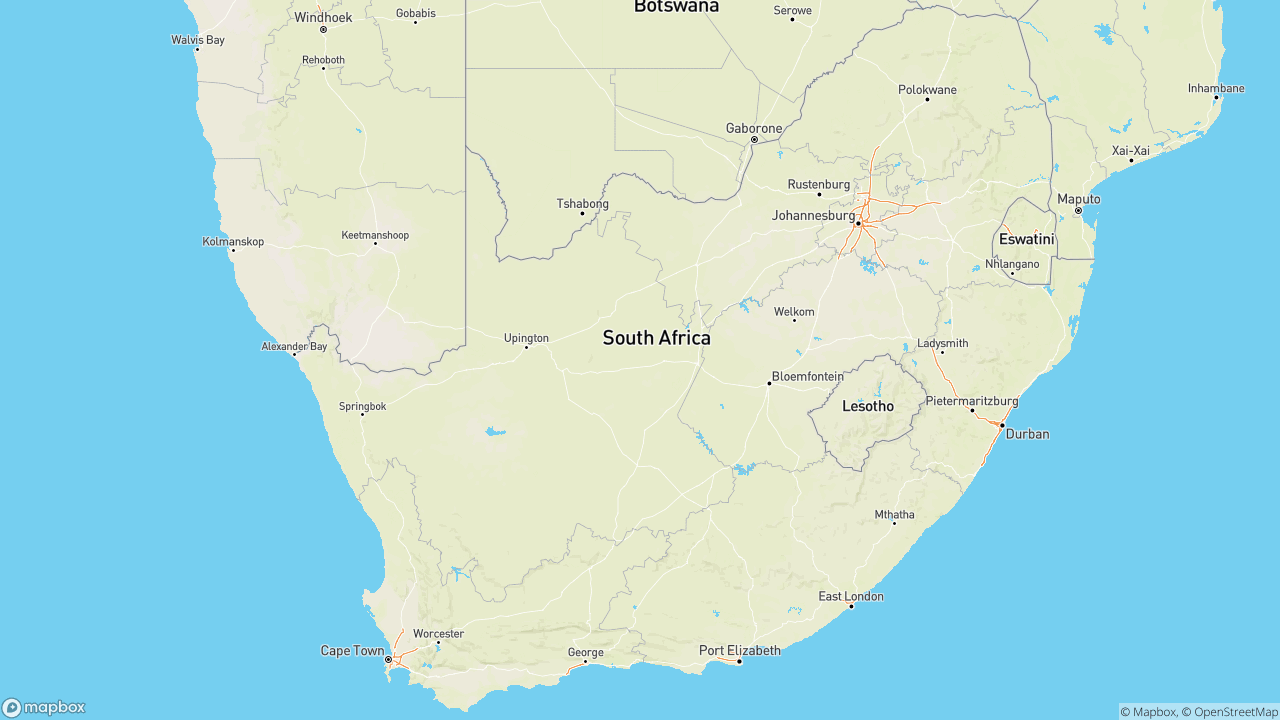 Botswana
Serowe
Windhoek
Gobabis
Walvis Bay
Rehoboth
Polokwane
Inhambane
Gaborone
Xai-Xai
Rustenburg
Tshabong
Maputo
Johannesburg
Keetmanshoop
Kolmanskop
Eswatini
Nhlangano
Welkom
Upington
South Africa
Ladysmith
Alexander Bay
Bloemfontein
Springbok
Lesotho
Pietermaritzburg
Durban
Mthatha
East London
Worcester
Cape Town
George
Port Elizabeth
mapbox
© Mapbox, © OpenStreetMap